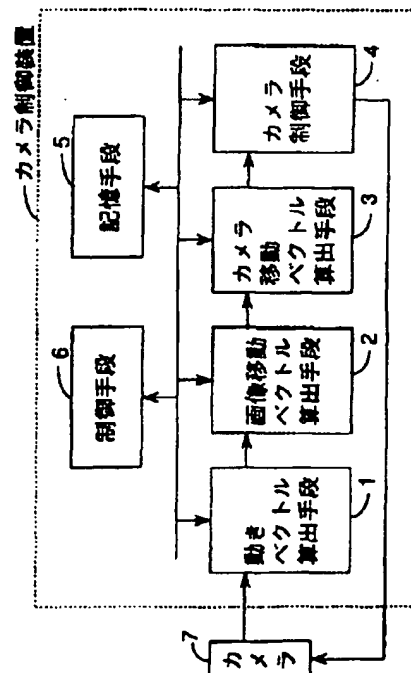 カメラ制御装置
6
制御手段
5
記憶手段
7
カメラ
動き
ベクトル
算出手段
1
画像移動
ベクトル
算出手段
2
カメラ
移動
ベクトル
算出手段
3
カメラ
制御手段
4